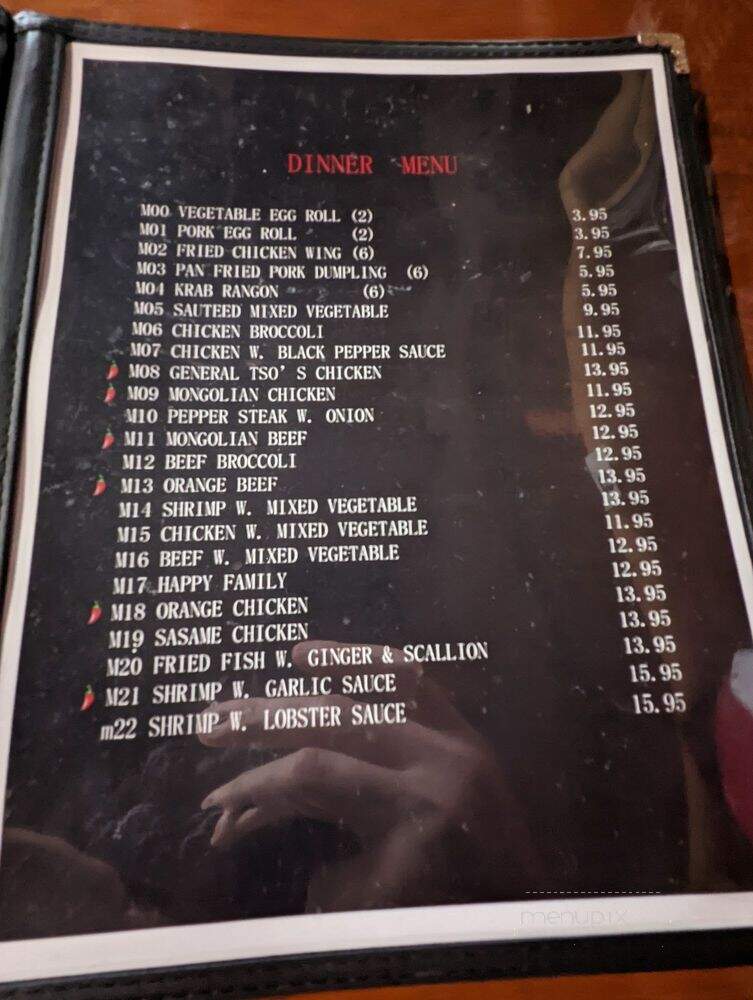 DINNER MENU
M00 VEGETABLE EGG ROLL (2) 3.95
M01 PORK EGG ROLL (2) 3.95
M02 FRIED CHICKEN WING (6) 7.95
M03 PAN FRIED PORK DUMPLING (6) 5.95
M04 KRAB RANGON (6) 5.95
M05 SAUTEED MIXED VEGETABLE 9.95
M06 CHICKEN BROCCOLI 11.95
M07 CHICKEN W. BLACK PEPPER SAUCE 11.95
M08 GENERAL TSO'S CHICKEN 13.95
M09 MONGOLIAN CHICKEN 11.95
M10 PEPPER STEAK W. ONION 12.95
M11 MONGOLIAN BEEF 12.95
M12 BEEF BROCCOLI 12.95
M13 ORANGE BEEF 13.95
M14 SHRIMP W. MIXED VEGETABLE 13.95
M15 CHICKEN W. MIXED VEGETABLE 11.95
M16 BEEF W. MIXED VEGETABLE 12.95
M17 HAPPY FAMILY 12.95
M18 ORANGE CHICKEN 13.95
M19 SASAME CHICKEN 13.95
M20 FRIED FISH W. GINGER & SCALLION 13.95
M21 SHRIMP W. GARLIC SAUCE 15.95
m22 SHRIMP W. LOBSTER SAUCE 15.95
menupix